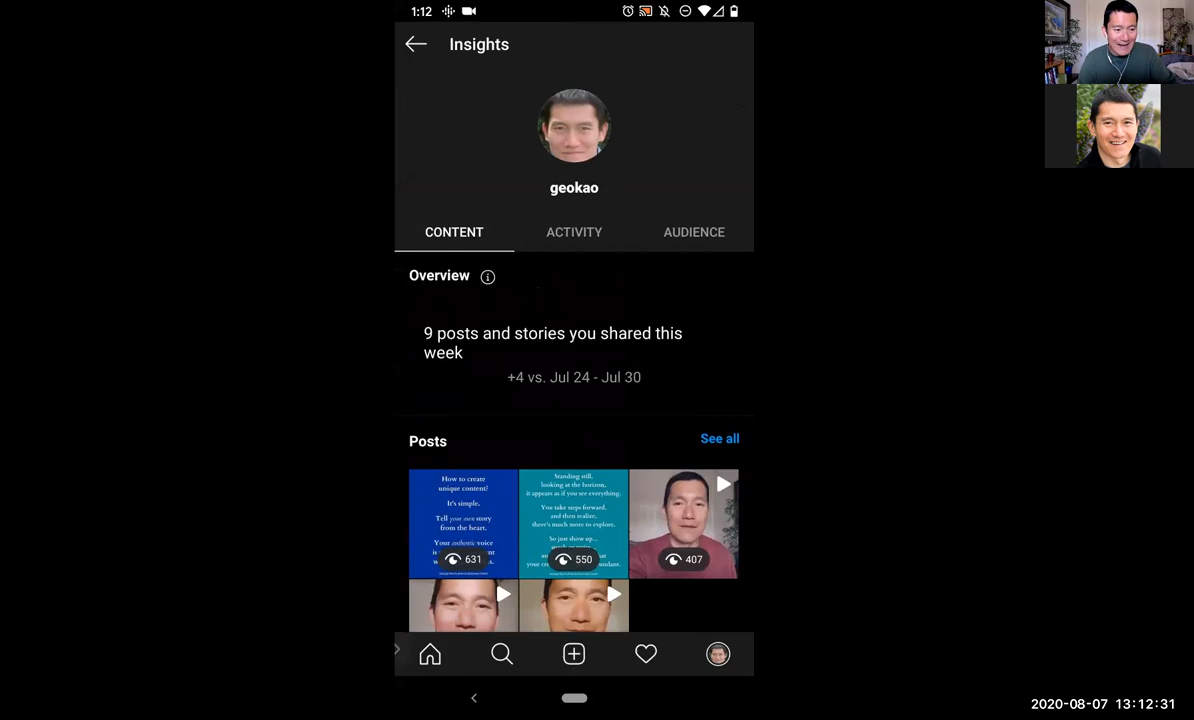 1:12
Insights
geokao
CONTENT
ACTIVITY
AUDIENCE
Overview
9 posts and stories you shared this
week
+4 vs. Jul 24 - Jul 30
Posts
See all
How to create
unique content?
It's simple.
Tell your own story
from the heart.
Your authentic voice
is
631
Standing still,
looking at the horizon,
it appears as if you see everything.
You take steps forward,
and then realize,
there's much more to explore.
So just show up...
550
407
2020-08-07 13:12:31